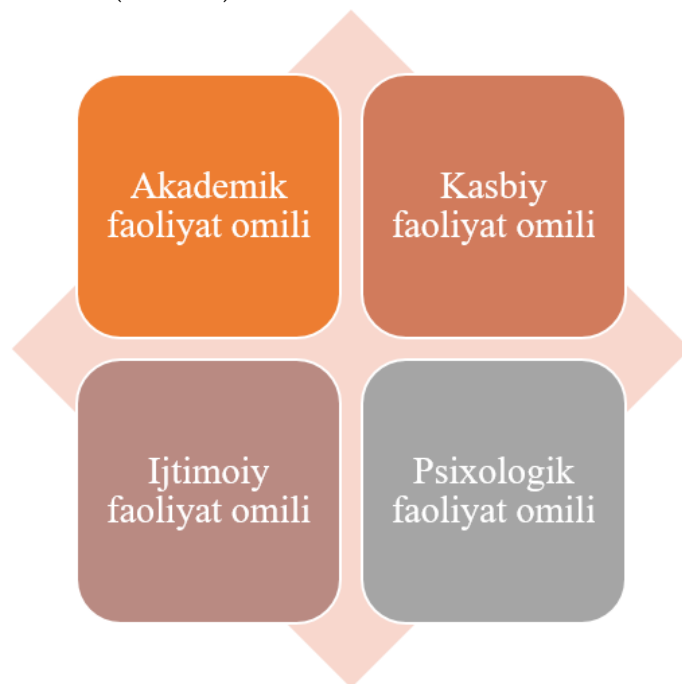 Akademik
faoliyat omili
Kasbiy
faoliyat omili
Ijtimoiy
faoliyat omili
Psixologik
faoliyat omili